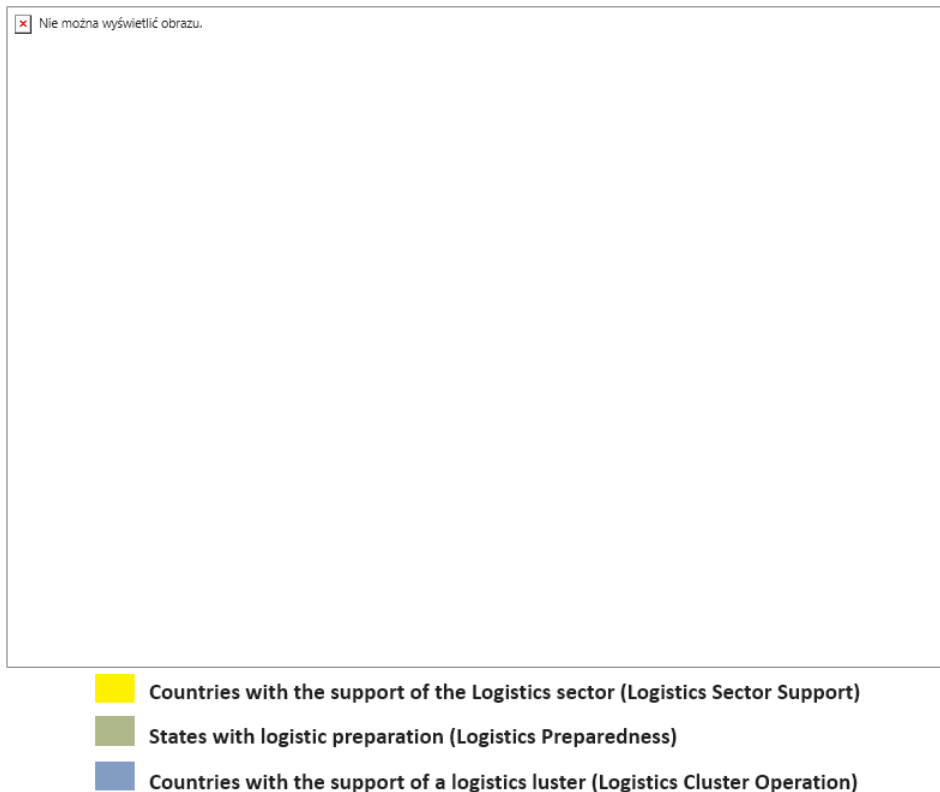 Nie można wyświetlić obrazu.
Countries with the support of the Logistics sector (Logistics Sector Support)
States with logistic preparation (Logistics Preparedness)
Countries with the support of a logistics luster (Logistics Cluster Operation)